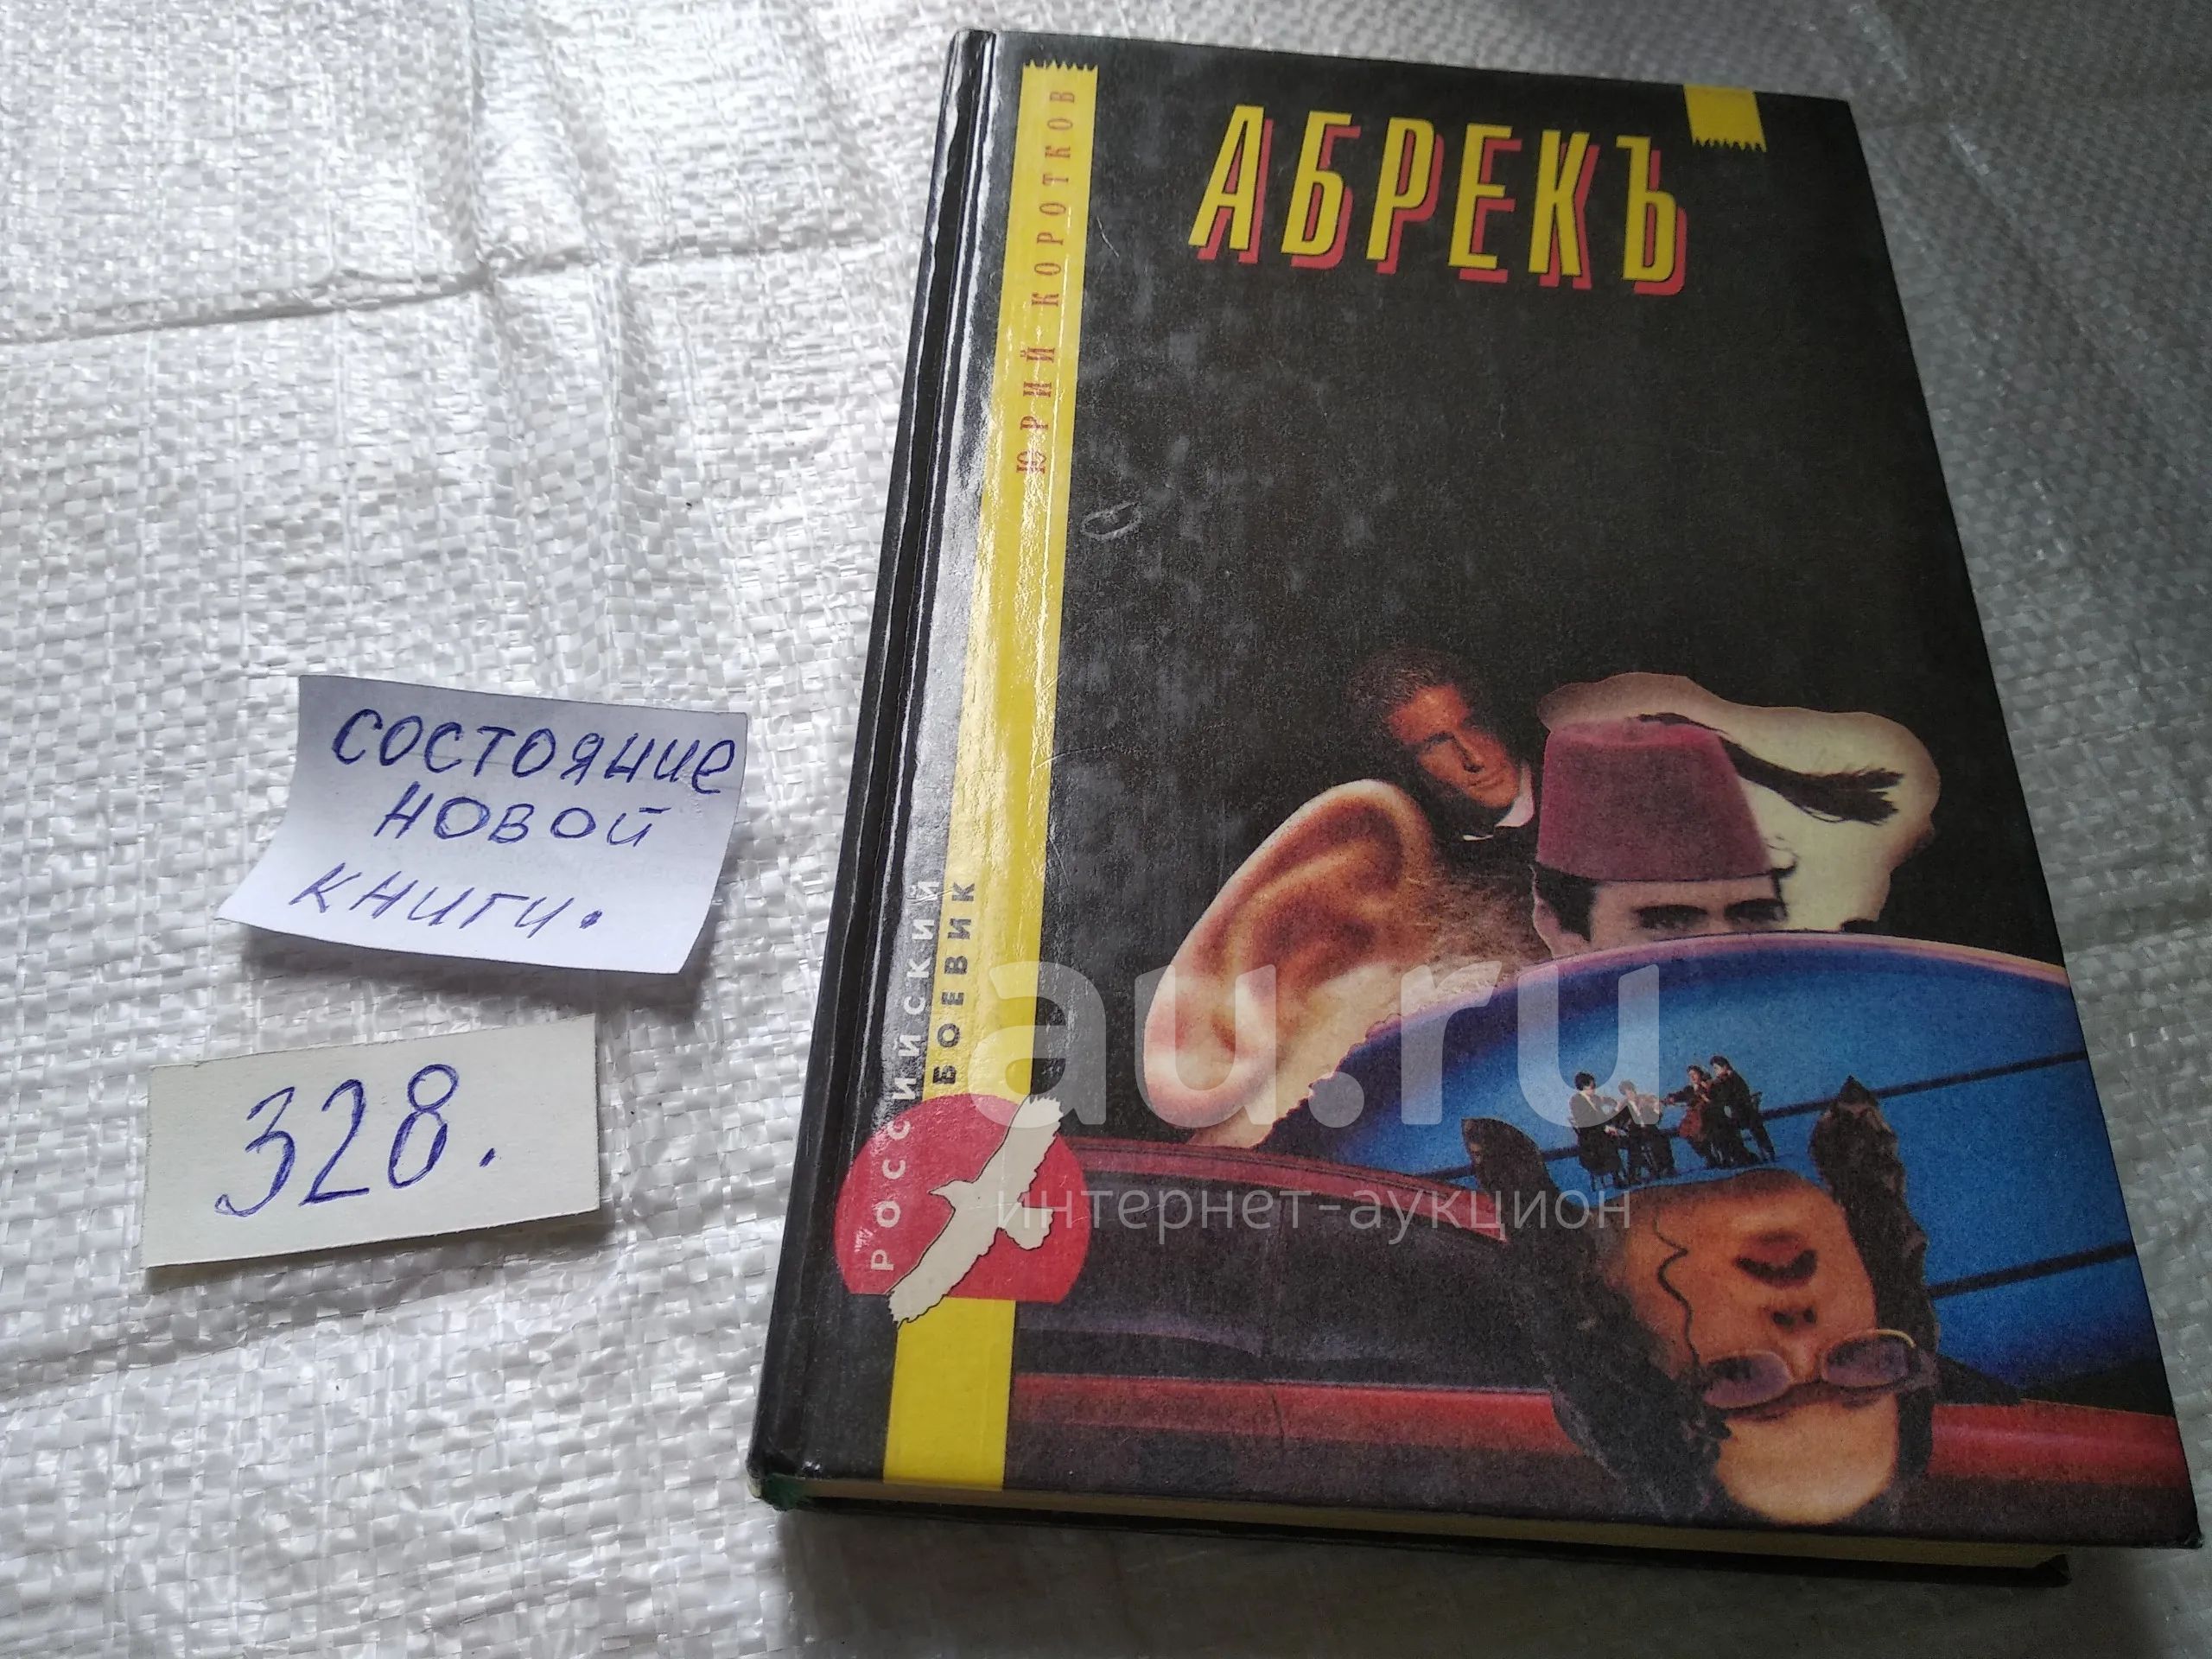 АБРЕКЪ
ЮРИЙ КОРОТКОВ
РОССИЙСКИЙ
БОЕВИК
состояние
новой
книги.
328.
au.ru
интернет-аукцион